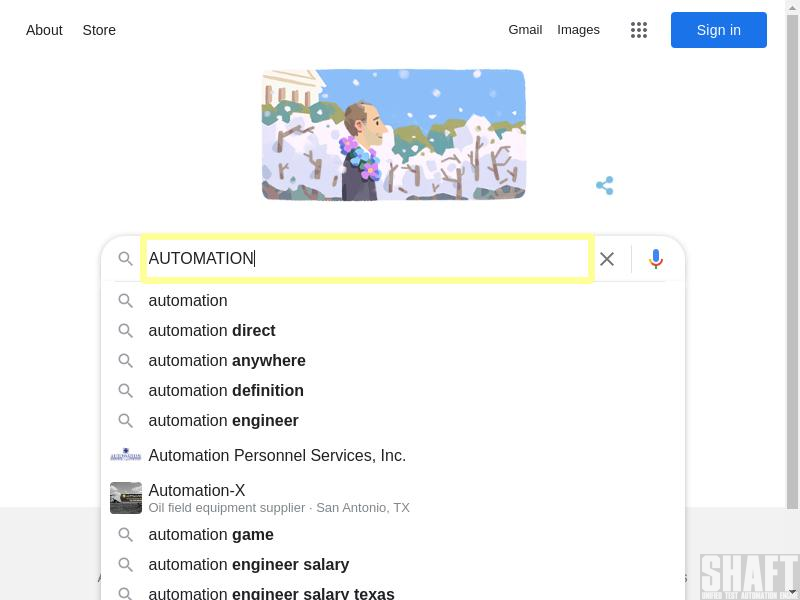 About Store Gmail Images Sign in
AUTOMATION
automation
automation direct
automation anywhere
automation definition
automation engineer
Automation Personnel Services, Inc.
Automation-X
Oil field equipment supplier · San Antonio, TX
automation game
automation engineer salary
automation engineer salary texas
SHAFT